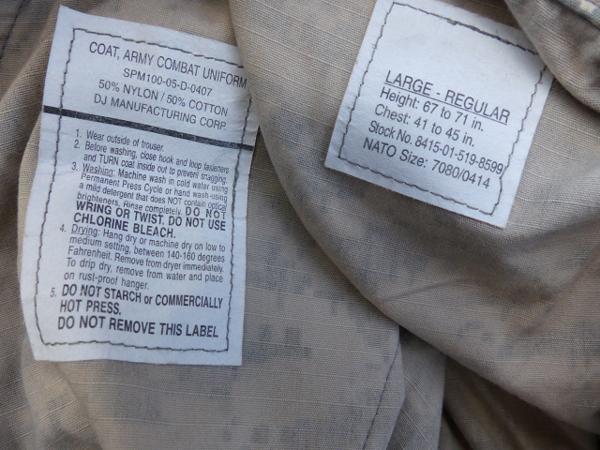 COAT, ARMY COMBAT UNIFORM
SPM100-05-D-0407
50% NYLON / 50% COTTON
DJ MANUFACTURING CORP
1. Wear outside of trouser.
2. Before washing, close hook and loop fasteners
and TURN coat inside out to prevent snagging.
3. Washing: Machine wash in cold water using
Permanent Press Cycle or hand wash using
a mild detergent that does NOT contain optical
brighteners. Rinse completely. DO NOT
WRING OR TWIST. DO NOT USE
CHLORINE BLEACH.
4. Drying: Hang dry or machine dry on low to
medium setting, between 140-160 degrees
Fahrenheit. Remove from dryer immediately.
To drip dry, remove from water and place
on rust-proof hanger.
5. DO NOT STARCH or COMMERCIALLY
HOT PRESS.
DO NOT REMOVE THIS LABEL
LARGE - REGULAR
Height: 67 to 71 in.
Chest: 41 to 45 in.
Stock No. 8415-01-519-8599
NATO Size: 7080/0414